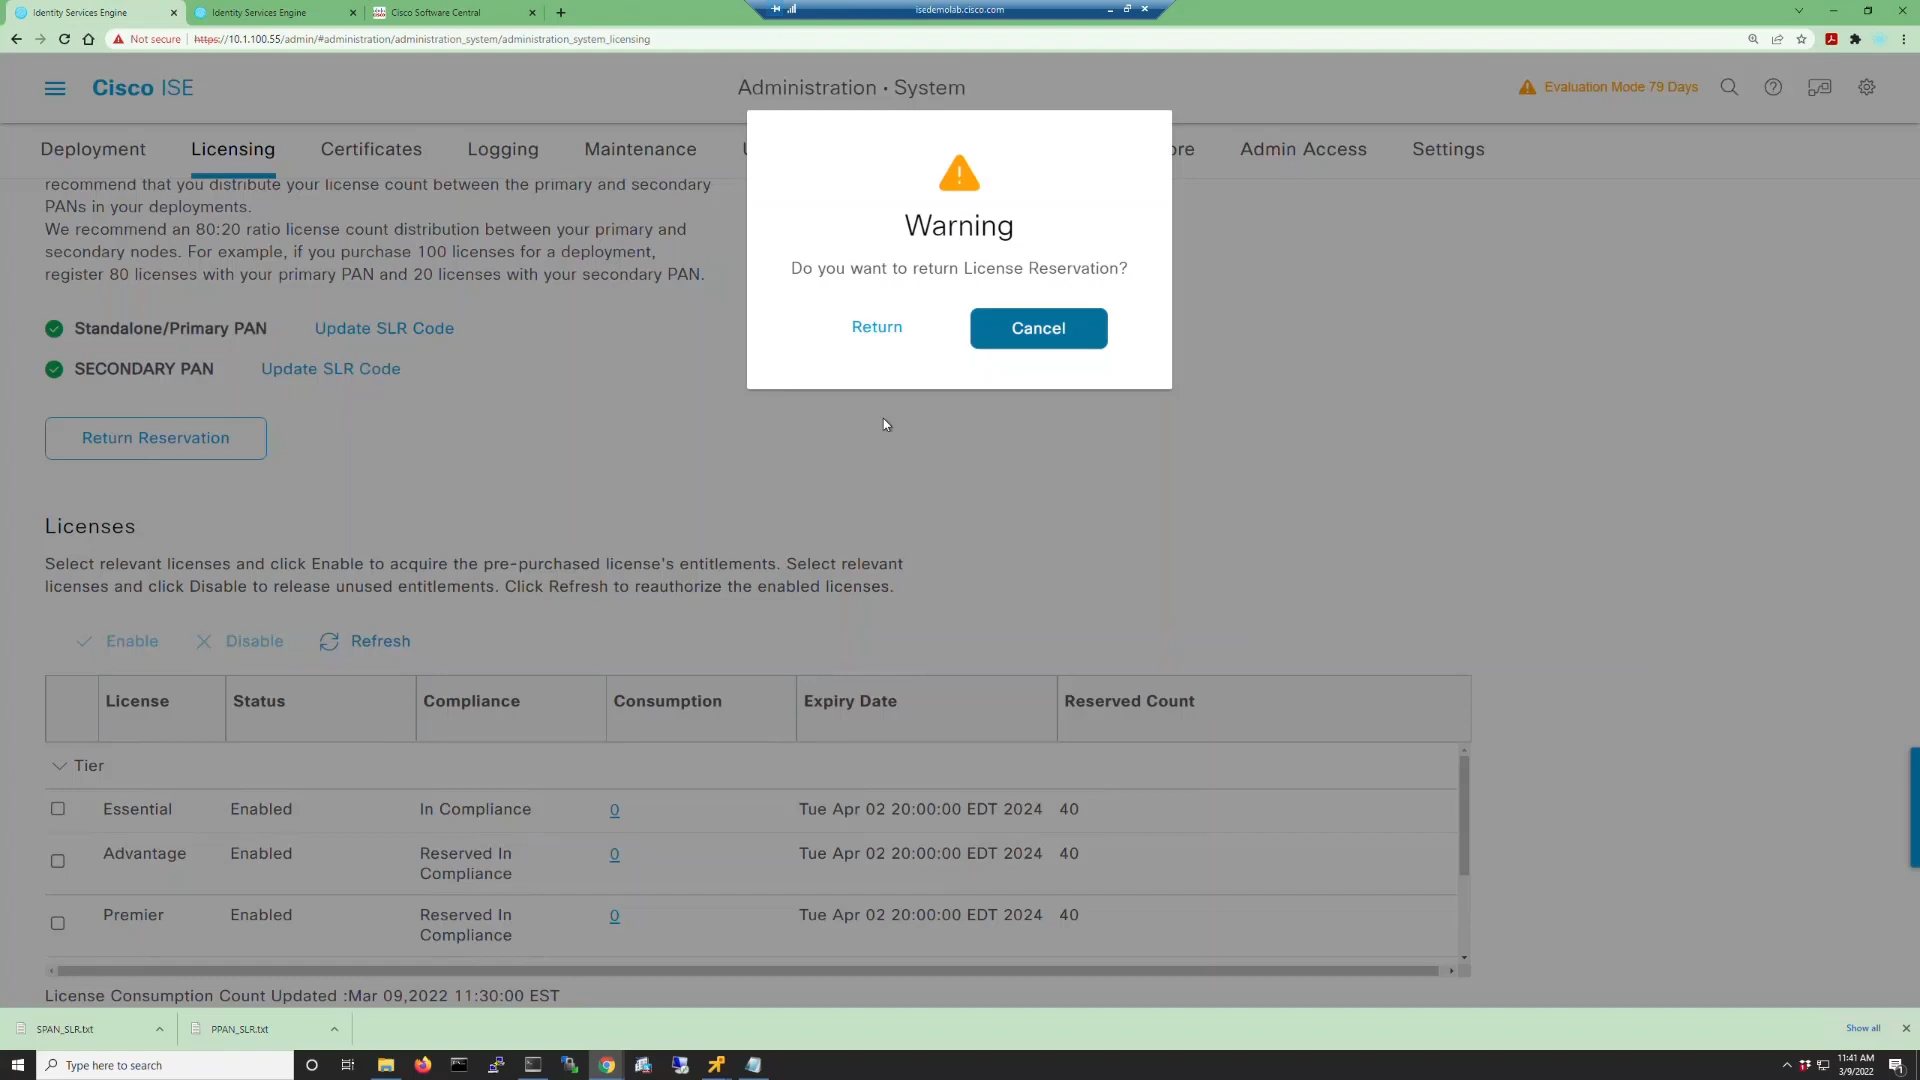 Identity Services Engine
Identity Services Engine
Cisco Software Central
isedemolab.cisco.com
Not secure
https://10.1.100.55/admin/#administration/administration_system/administration_system_licensing
Cisco ISE
Administration • System
Evaluation Mode 79 Days
Deployment
Licensing
Certificates
Logging
Maintenance
Admin Access
Settings
recommend that you distribute your license count between the primary and secondary
PANs in your deployments.
We recommend an 80:20 ratio license count distribution between your primary and
secondary nodes. For example, if you purchase 100 licenses for a deployment,
register 80 licenses with your primary PAN and 20 licenses with your secondary PAN.
Warning
Do you want to return License Reservation?
Return
Cancel
Standalone/Primary PAN
Update SLR Code
SECONDARY PAN
Update SLR Code
Return Reservation
Licenses
Select relevant licenses and click Enable to acquire the pre-purchased license's entitlements. Select relevant
licenses and click Disable to release unused entitlements. Click Refresh to reauthorize the enabled licenses.
Enable
Disable
Refresh
License
Status
Compliance
Consumption
Expiry Date
Reserved Count
Tier
Essential
Enabled
In Compliance
0
Tue Apr 02 20:00:00 EDT 2024
40
Advantage
Enabled
Reserved In
Compliance
0
Tue Apr 02 20:00:00 EDT 2024
40
Premier
Enabled
Reserved In
Compliance
0
Tue Apr 02 20:00:00 EDT 2024
40
License Consumption Count Updated :Mar 09,2022 11:30:00 EST
SPAN_SLR.txt
PPAN_SLR.txt
Show all
Type here to search
11:41 AM
3/9/2022